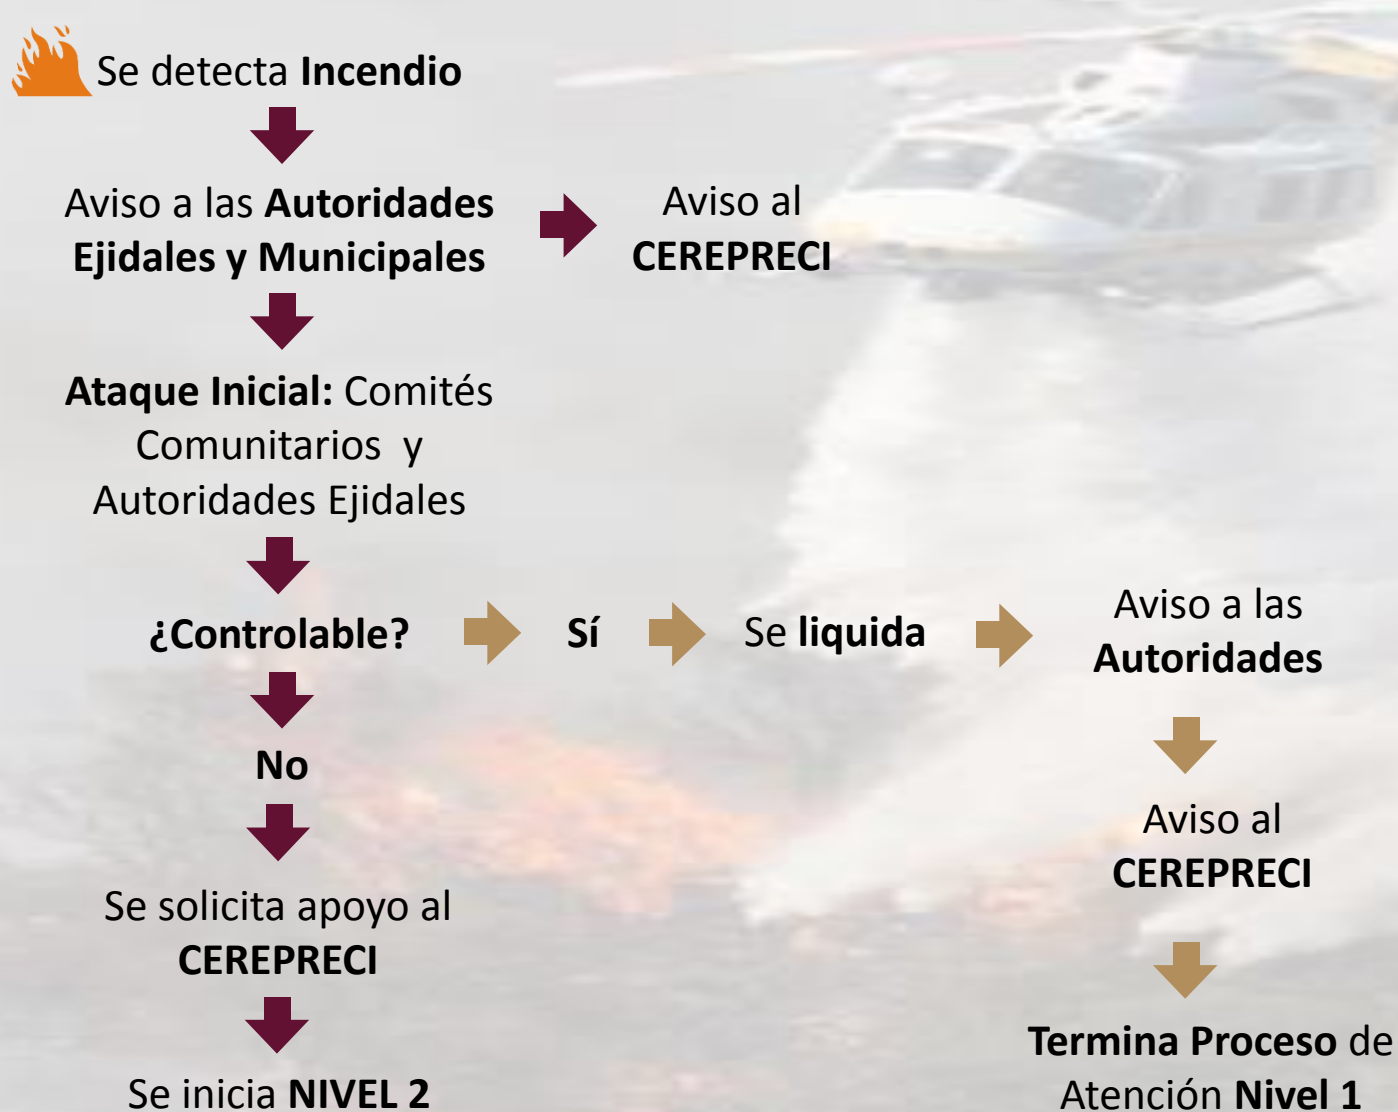 Se detecta Incendio
Aviso a las Autoridades
Ejidales y Municipales
Aviso al
CEREPRECI
Ataque Inicial: Comités
Comunitarios y
Autoridades Ejidales
¿Controlable?
Sí
Se liquida
Aviso a las
Autoridades
No
Aviso al
CEREPRECI
Se solicita apoyo al
CEREPRECI
Termina Proceso de
Atención Nivel 1
Se inicia NIVEL 2